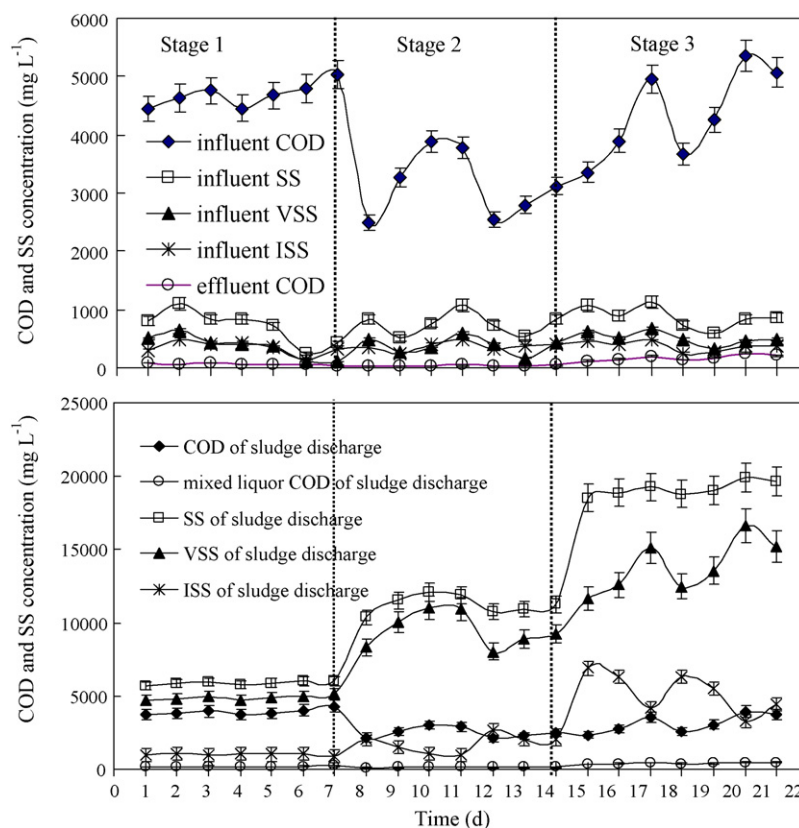 6000
5000
4000
3000
2000
1000
0
COD and SS concentration (mg L⁻¹)
Stage 1
Stage 2
Stage 3
influent COD
influent SS
influent VSS
influent ISS
effluent COD
25000
20000
15000
10000
5000
0
COD and SS concentration (mg L⁻¹)
COD of sludge discharge
mixed liquor COD of sludge discharge
SS of sludge discharge
VSS of sludge discharge
ISS of sludge discharge
0 1 2 3 4 5 6 7 8 9 10 11 12 13 14 15 16 17 18 19 20 21 22
Time (d)